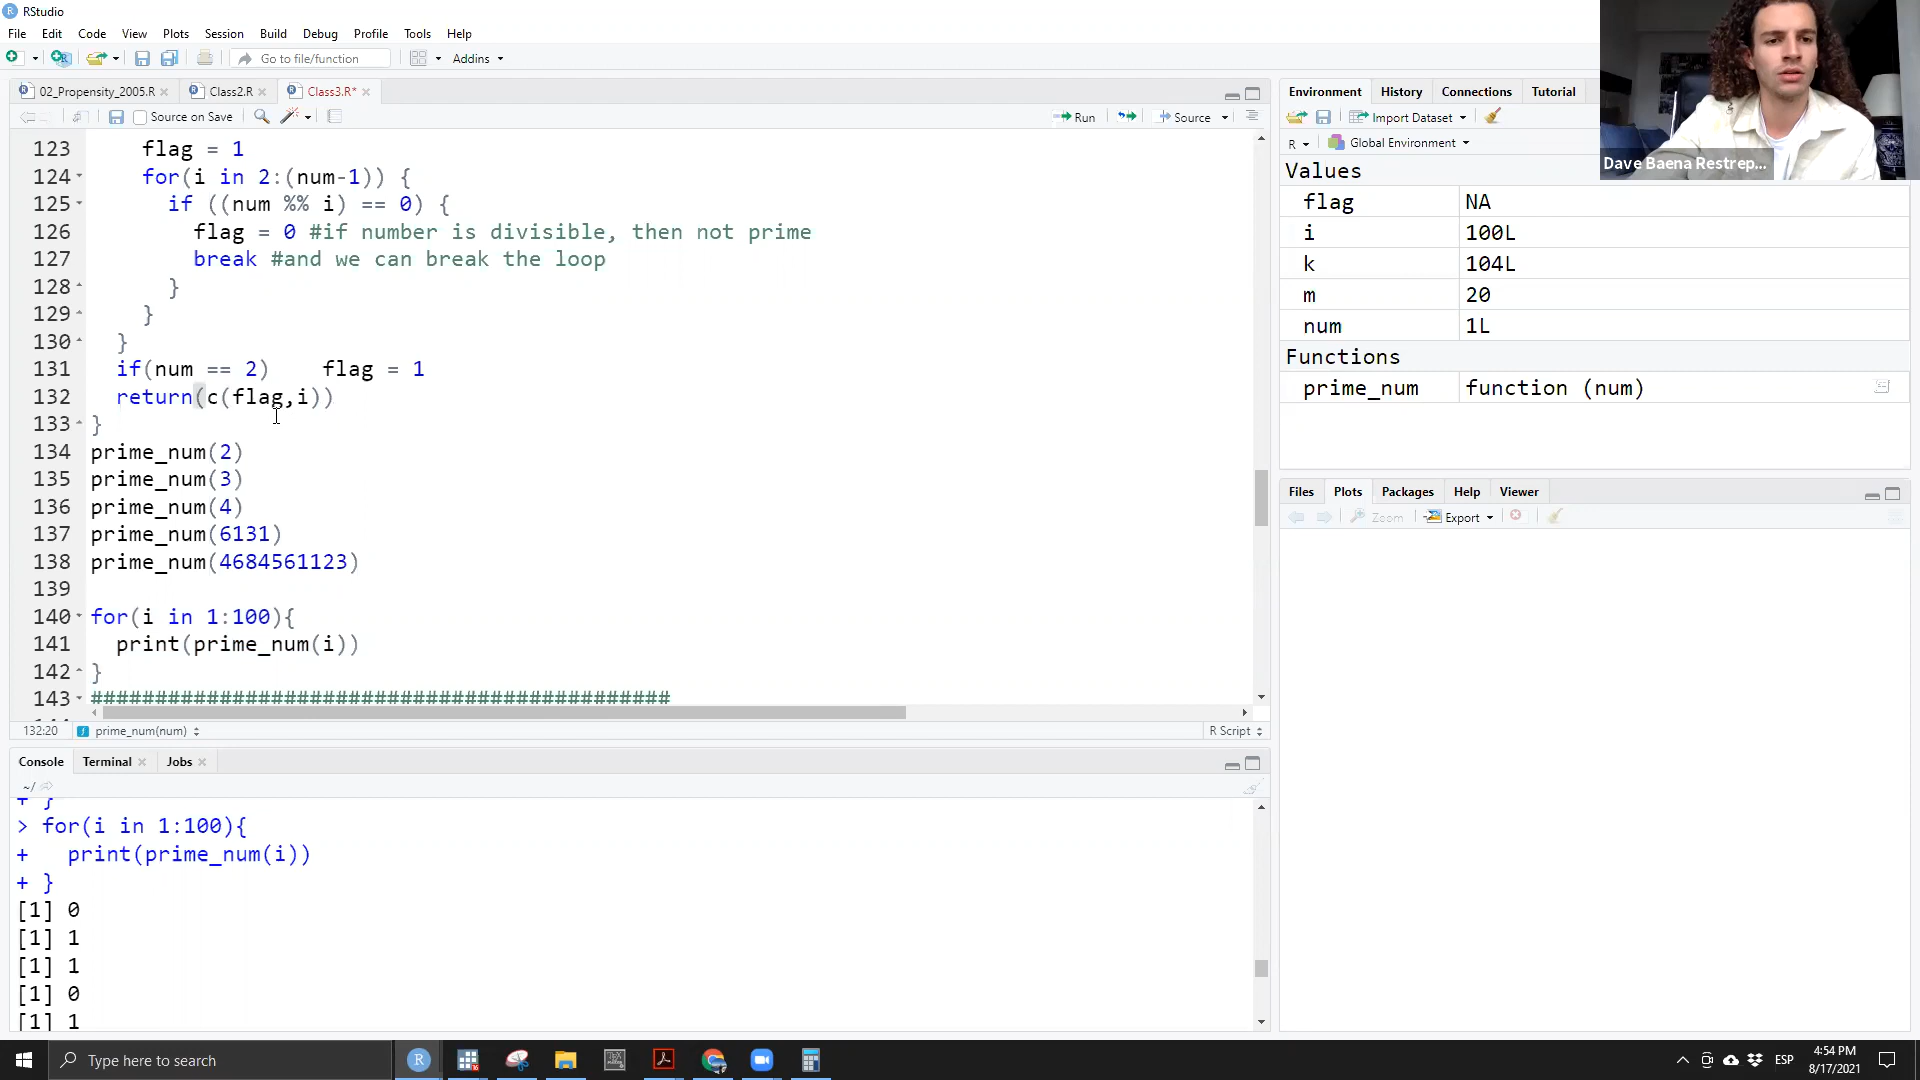 RStudio
File Edit Code View Plots Session Build Debug Profile Tools Help
Go to file/function Addins
02_Propensity_2005.R Class2.R Class3.R*
Source on Save Run Source
123 flag = 1
124 for(i in 2:(num-1)) {
125 if ((num %% i) == 0) {
126 flag = 0 #if number is divisible, then not prime
127 break #and we can break the loop
128 }
129 }
130 }
131 if(num == 2) flag = 1
132 return(c(flag,i))
133 }
134 prime_num(2)
135 prime_num(3)
136 prime_num(4)
137 prime_num(6131)
138 prime_num(4684561123)
139
140 for(i in 1:100){
141 print(prime_num(i))
142 }
143 #############################################
132:20 prime_num(num) R Script
Console Terminal Jobs
~/
+ }
> for(i in 1:100){
+ print(prime_num(i))
+ }
[1] 0
[1] 1
[1] 1
[1] 0
[1] 1
Environment History Connections Tutorial
Import Dataset
R Global Environment
Values
flag NA
i 100L
k 104L
m 20
num 1L
Functions
prime_num function (num)
Files Plots Packages Help Viewer
Zoom Export
Dave Baena Restrep...
Type here to search
ESP
4:54 PM
8/17/2021